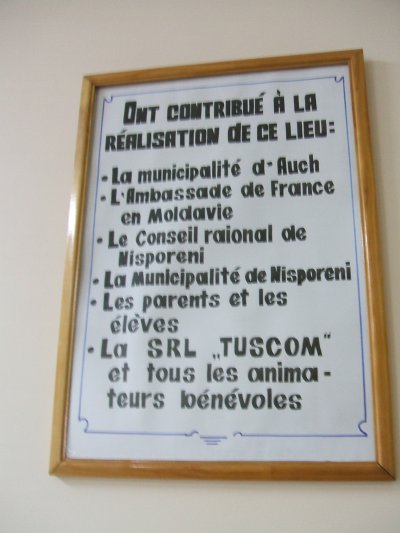 ONT CONTRIBUÉ À LA
RÉALISATION DE CE LIEU:
• La municipalité d'Auch
• L'Ambassade de France
en Moldavie
• Le Conseil raional de
Nisporeni
• La Municipalité de Nisporeni
• Les parents et les
élèves
• La SRL „TUSCOM"
et tous les anima-
teurs bénévoles